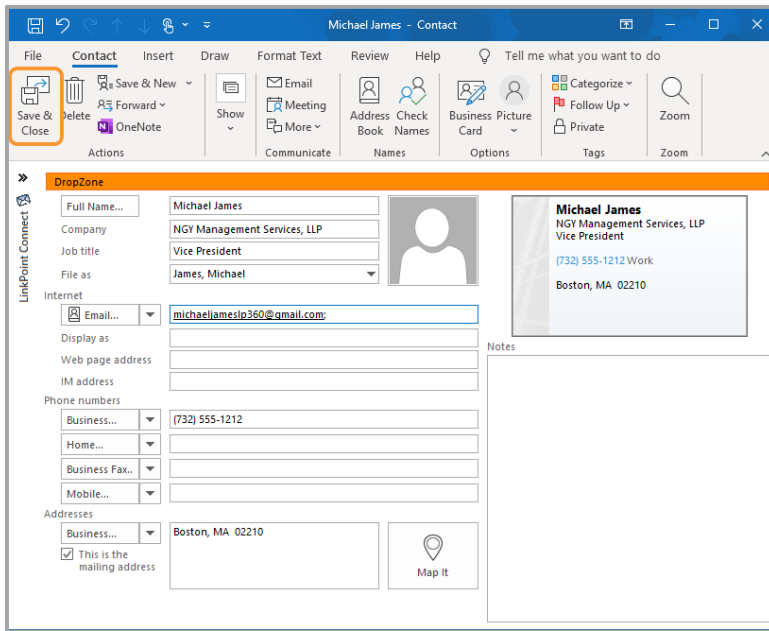 Michael James - Contact
File Contact Insert Draw Format Text Review Help Tell me what you want to do
Save & Close
Delete
Save & New
Forward
OneNote
Actions
Show
Email
Meeting
More
Communicate
Address Book
Check Names
Names
Business Card
Picture
Options
Categorize
Follow Up
Private
Tags
Zoom
Zoom
LinkPoint Connect
DropZone
Full Name... Michael James
Company NGY Management Services, LLP
Job title Vice President
File as James, Michael
Internet
Email... michaeljameslp360@gmail.com;
Display as
Web page address
IM address
Phone numbers
Business... (732) 555-1212
Home...
Business Fax..
Mobile...
Addresses
Business... Boston, MA 02210
This is the
mailing address
Map It
Michael James
NGY Management Services, LLP
Vice President
(732) 555-1212 Work
Boston, MA 02210
Notes